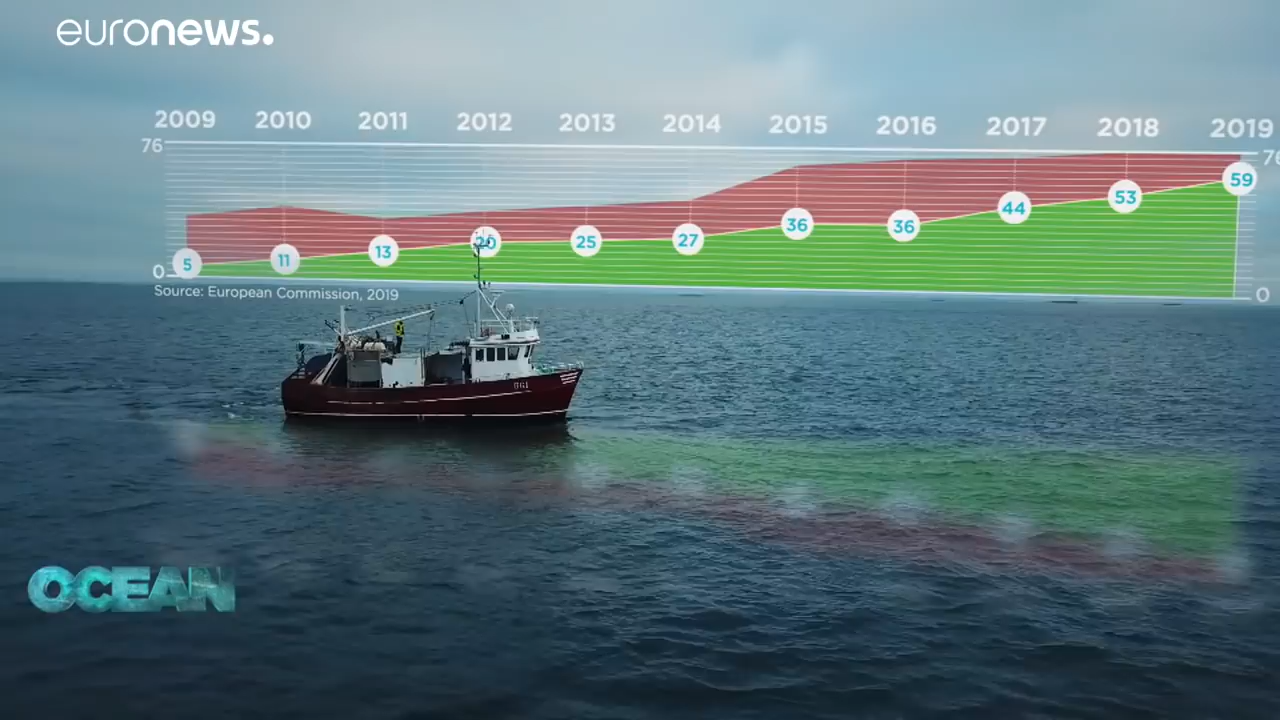 euronews.
2009 2010 2011 2012 2013 2014 2015 2016 2017 2018 2019
76 76
5 11 13 20 25 27 36 36 44 53 59
0 0
Source: European Commission, 2019
OCEAN